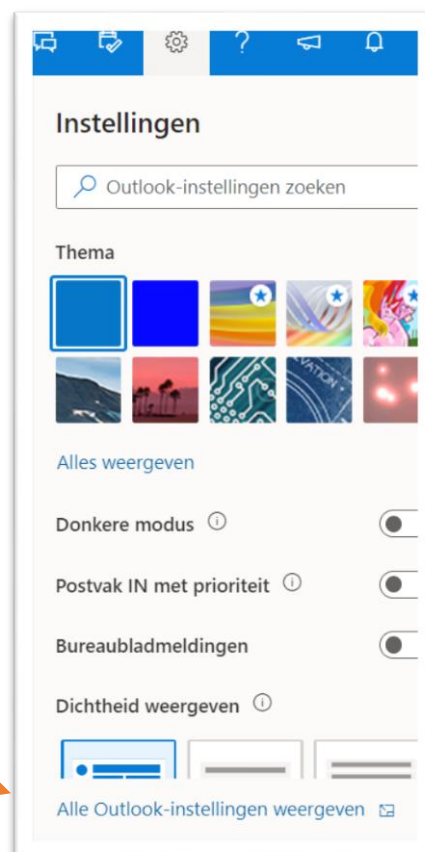 Instellingen
Outlook-instellingen zoeken
Thema
Alles weergeven
Donkere modus
Postvak IN met prioriteit
Bureaubladmeldingen
Dichtheid weergeven
Alle Outlook-instellingen weergeven